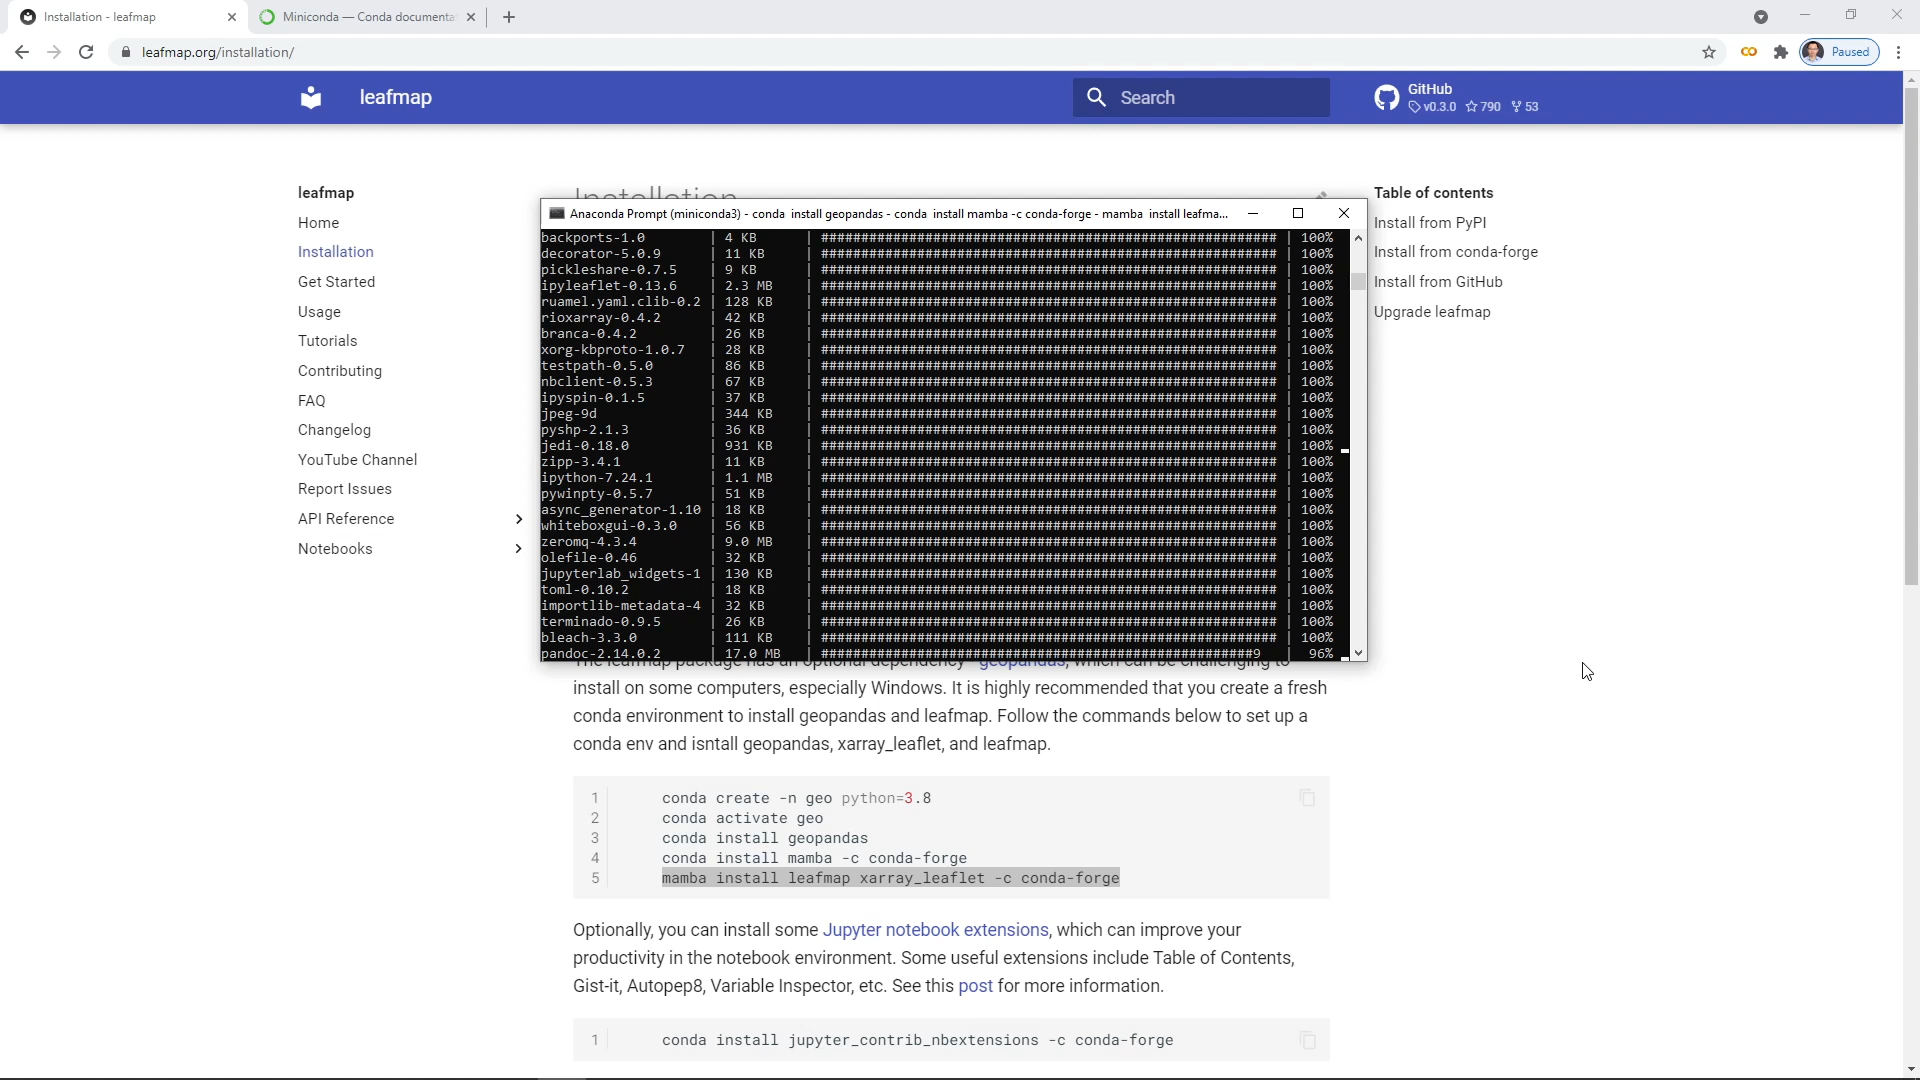 Installation - leafmap
Miniconda — Conda documenta
leafmap.org/installation/
Paused
leafmap
Search
GitHub
v0.3.0 790 53
leafmap
Home
Installation
Get Started
Usage
Tutorials
Contributing
FAQ
Changelog
YouTube Channel
Report Issues
API Reference
Notebooks
Installation
Anaconda Prompt (miniconda3) - conda install geopandas - conda install mamba -c conda-forge - mamba install leafma...
backports-1.0 | 4 KB | ######################################################### | 100%
decorator-5.0.9 | 11 KB | ######################################################### | 100%
pickleshare-0.7.5 | 9 KB | ######################################################### | 100%
ipyleaflet-0.13.6 | 2.3 MB | ######################################################### | 100%
ruamel.yaml.clib-0.2 | 128 KB | ######################################################### | 100%
rioxarray-0.4.2 | 42 KB | ######################################################### | 100%
branca-0.4.2 | 26 KB | ######################################################### | 100%
xorg-kbproto-1.0.7 | 28 KB | ######################################################### | 100%
testpath-0.5.0 | 86 KB | ######################################################### | 100%
nbclient-0.5.3 | 67 KB | ######################################################### | 100%
ipyspin-0.1.5 | 37 KB | ######################################################### | 100%
jpeg-9d | 344 KB | ######################################################### | 100%
pyshp-2.1.3 | 36 KB | ######################################################### | 100%
jedi-0.18.0 | 931 KB | ######################################################### | 100%
zipp-3.4.1 | 11 KB | ######################################################### | 100%
ipython-7.24.1 | 1.1 MB | ######################################################### | 100%
pywinpty-0.5.7 | 51 KB | ######################################################### | 100%
async_generator-1.10 | 18 KB | ######################################################### | 100%
whiteboxgui-0.3.0 | 56 KB | ######################################################### | 100%
zeromq-4.3.4 | 9.0 MB | ######################################################### | 100%
olefile-0.46 | 32 KB | ######################################################### | 100%
jupyterlab_widgets-1 | 130 KB | ######################################################### | 100%
toml-0.10.2 | 18 KB | ######################################################### | 100%
importlib-metadata-4 | 32 KB | ######################################################### | 100%
terminado-0.9.5 | 26 KB | ######################################################### | 100%
bleach-3.3.0 | 111 KB | ######################################################### | 100%
pandoc-2.14.0.2 | 17.0 MB | ######################################################9 | 96%
The leafmap package has an optional dependency - geopandas, which can be challenging to
install on some computers, especially Windows. It is highly recommended that you create a fresh
conda environment to install geopandas and leafmap. Follow the commands below to set up a
conda env and isntall geopandas, xarray_leaflet, and leafmap.
1 conda create -n geo python=3.8
2 conda activate geo
3 conda install geopandas
4 conda install mamba -c conda-forge
5 mamba install leafmap xarray_leaflet -c conda-forge
Optionally, you can install some Jupyter notebook extensions, which can improve your
productivity in the notebook environment. Some useful extensions include Table of Contents,
Gist-it, Autopep8, Variable Inspector, etc. See this post for more information.
1 conda install jupyter_contrib_nbextensions -c conda-forge
Table of contents
Install from PyPI
Install from conda-forge
Install from GitHub
Upgrade leafmap